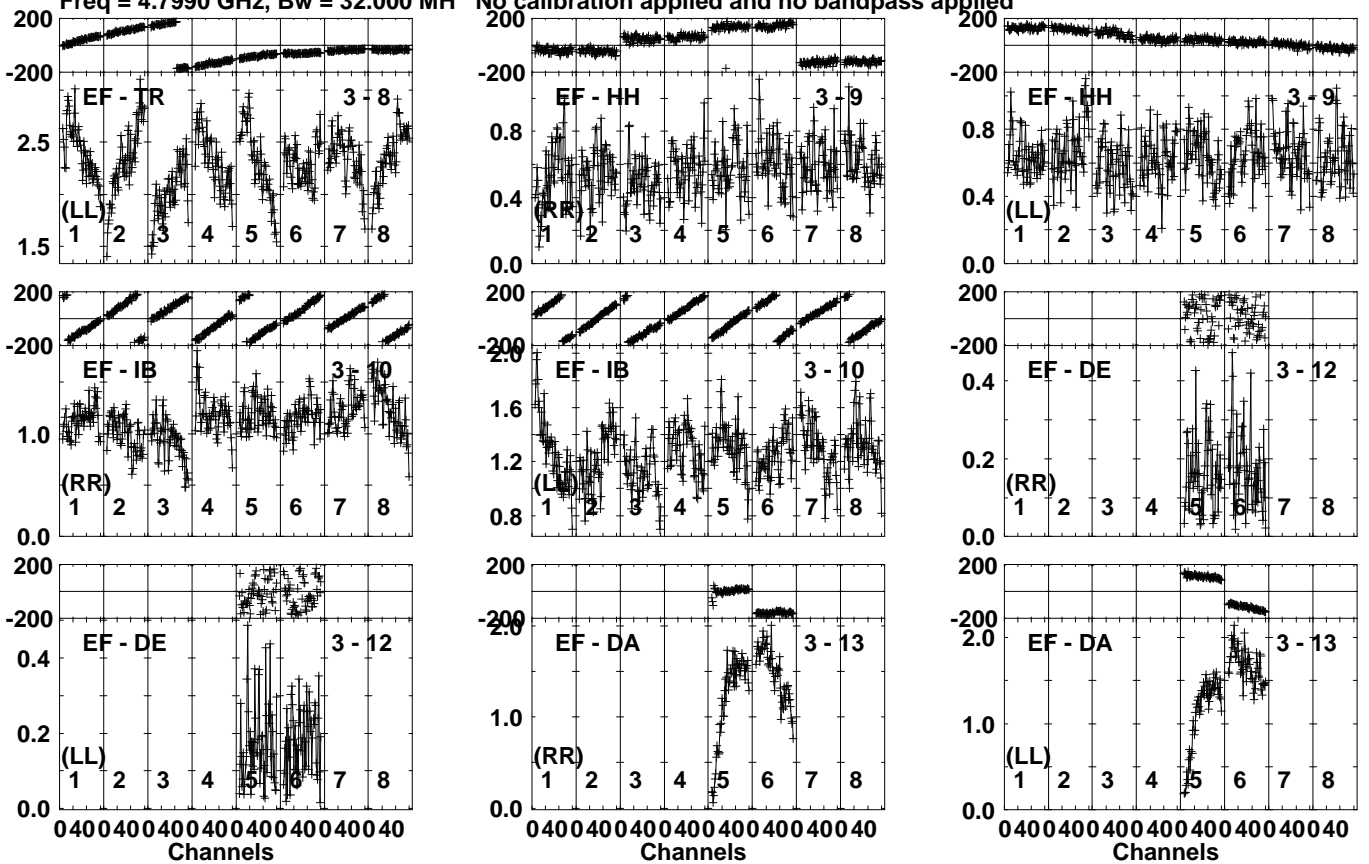 Freq = 4.7990 GHz, Bw = 32.000 MH No calibration applied and no bandpass applied
200
-200
EF - TR 3 - 8
2.5
(LL)
1.5
1 2 3 4 5 6 7 8
200
-200
EF - HH 3 - 9
0.8
0.4
(RR)
1 2 3 4 5 6 7 8
0.0
200
-200
EF - HH 3 - 9
0.8
0.4
(LL)
1 2 3 4 5 6 7 8
0.0
200
-200
EF - IB 3 - 10
1.0
(RR)
1 2 3 4 5 6 7 8
0.0
200
-200
2.0
EF - IB 3 - 10
1.6
1.2
(LL)
0.8
1 2 3 4 5 6 7 8
200
-200
EF - DE 3 - 12
0.4
0.2
(RR)
1 2 3 4 5 6 7 8
0.0
200
-200
EF - DE 3 - 12
0.4
0.2
(LL)
1 2 3 4 5 6 7 8
0.0
0 40 0 40 0 40 0 40 0 40 0 40 0 40 0 40
Channels
200
-200
2.0
EF - DA 3 - 13
1.0
(RR)
1 2 3 4 5 6 7 8
0.0
0 40 0 40 0 40 0 40 0 40 0 40 0 40 0 40
Channels
200
-200
2.0
EF - DA 3 - 13
1.0
(LL)
1 2 3 4 5 6 7 8
0.0
0 40 0 40 0 40 0 40 0 40 0 40 0 40 0 40
Channels